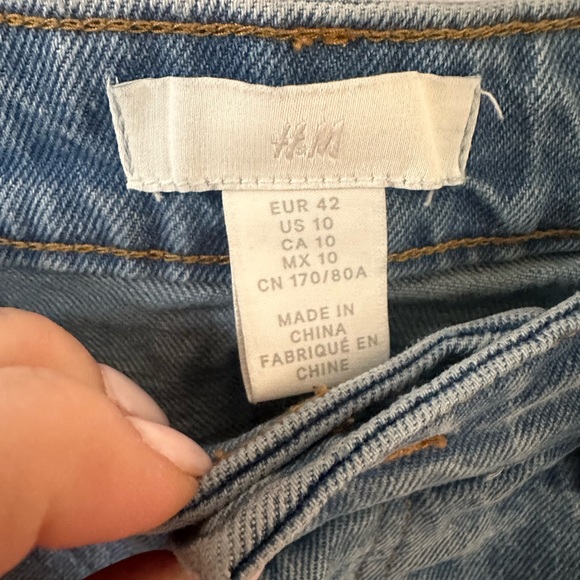 H&M
EUR 42
US 10
CA 10
MX 10
CN 170/80A
MADE IN
CHINA
FABRIQUÉ EN
CHINE